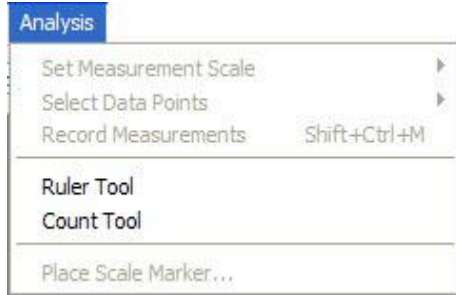 Analysis
Set Measurement Scale
Select Data Points
Record Measurements Shift+Ctrl+M
Ruler Tool
Count Tool
Place Scale Marker...